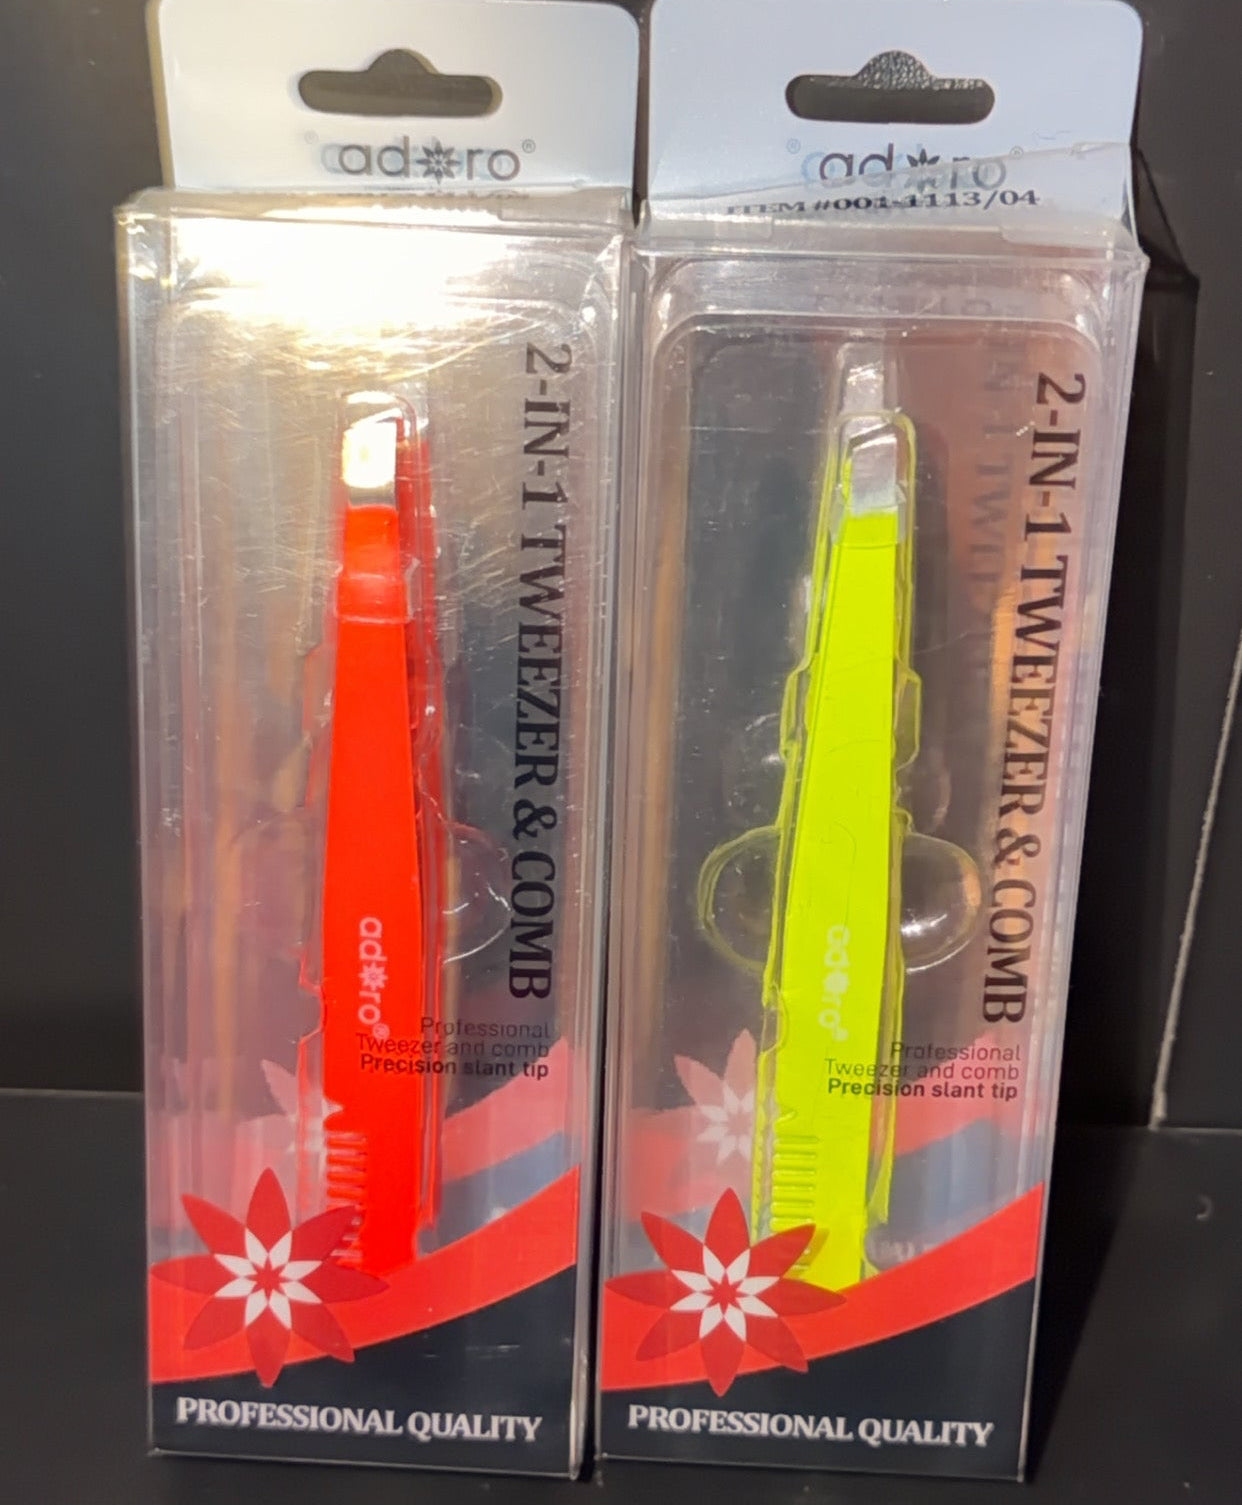 adoro®
2-IN-1 TWEEZER & COMB
adoro®
Professional
Tweezer and comb
Precision slant tip
PROFESSIONAL QUALITY
adoro®
ITEM #001-1113/04
2-IN-1 TWEEZER & COMB
adoro®
Professional
Tweezer and comb
Precision slant tip
PROFESSIONAL QUALITY